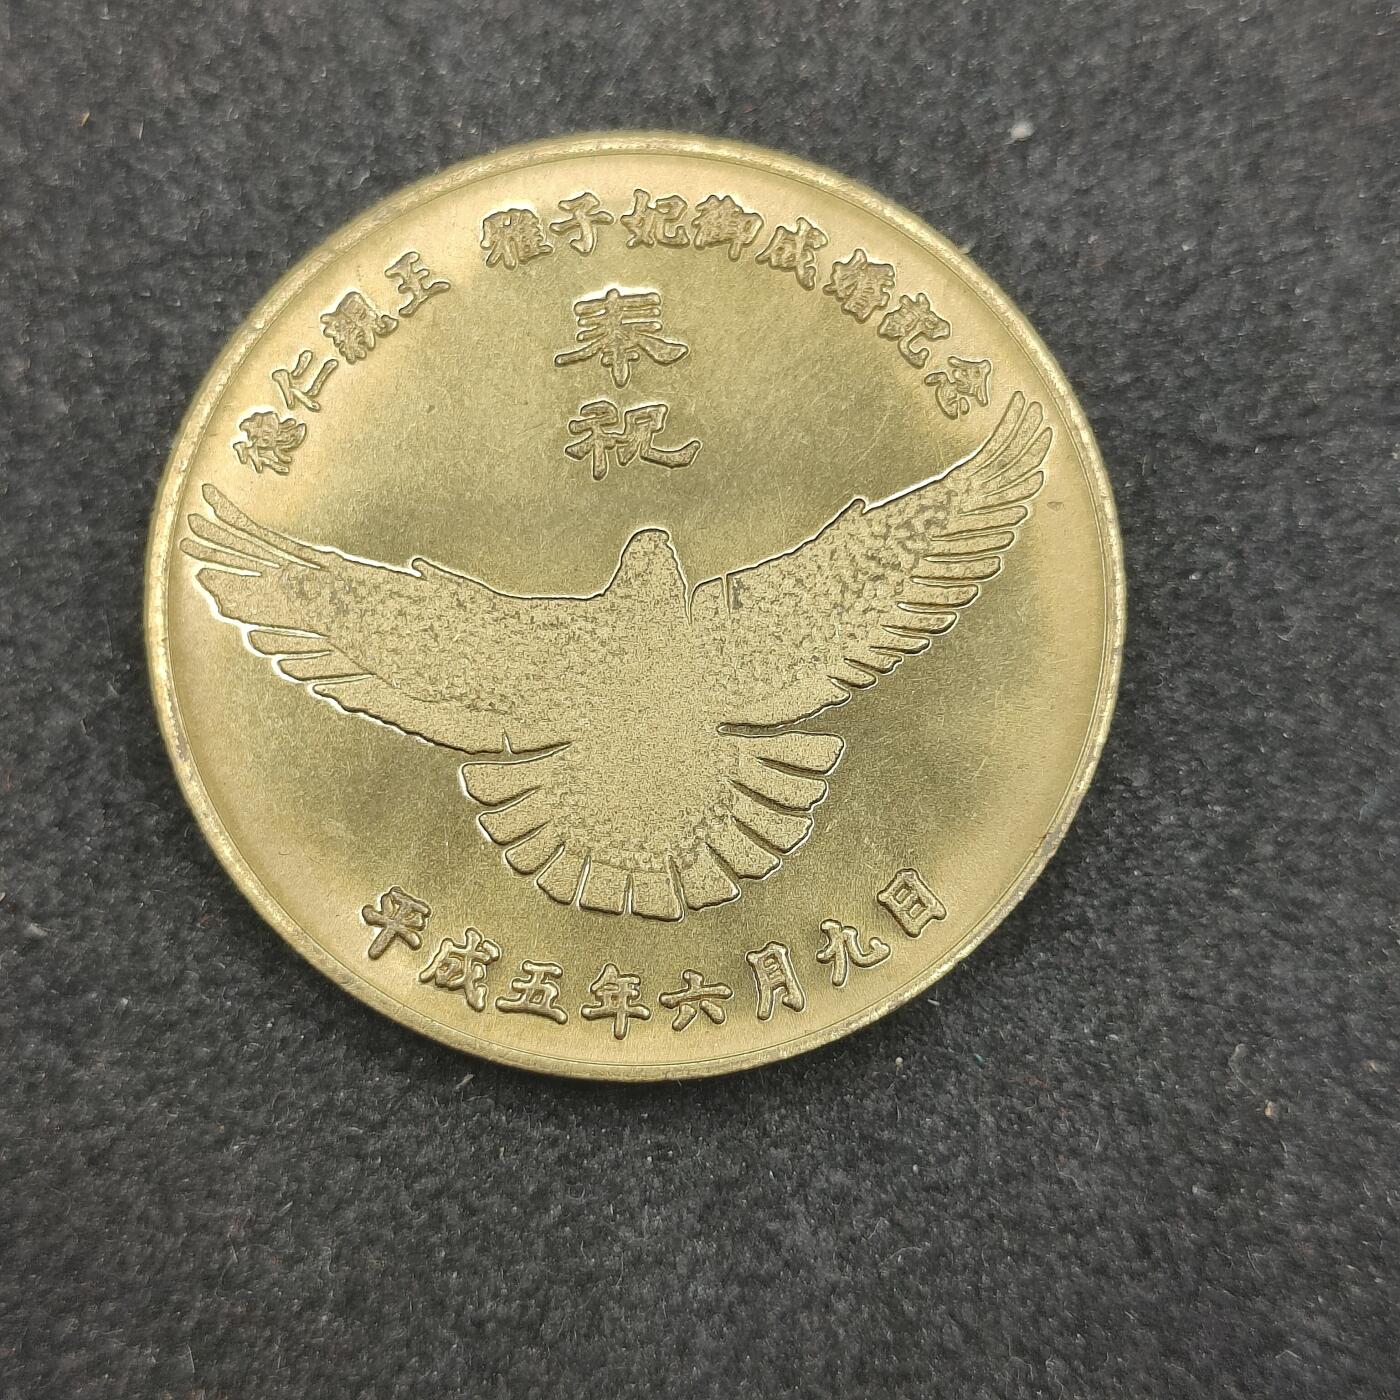 徳仁親王 雅子妃御成婚記念
奉
祝
平成五年六月九日